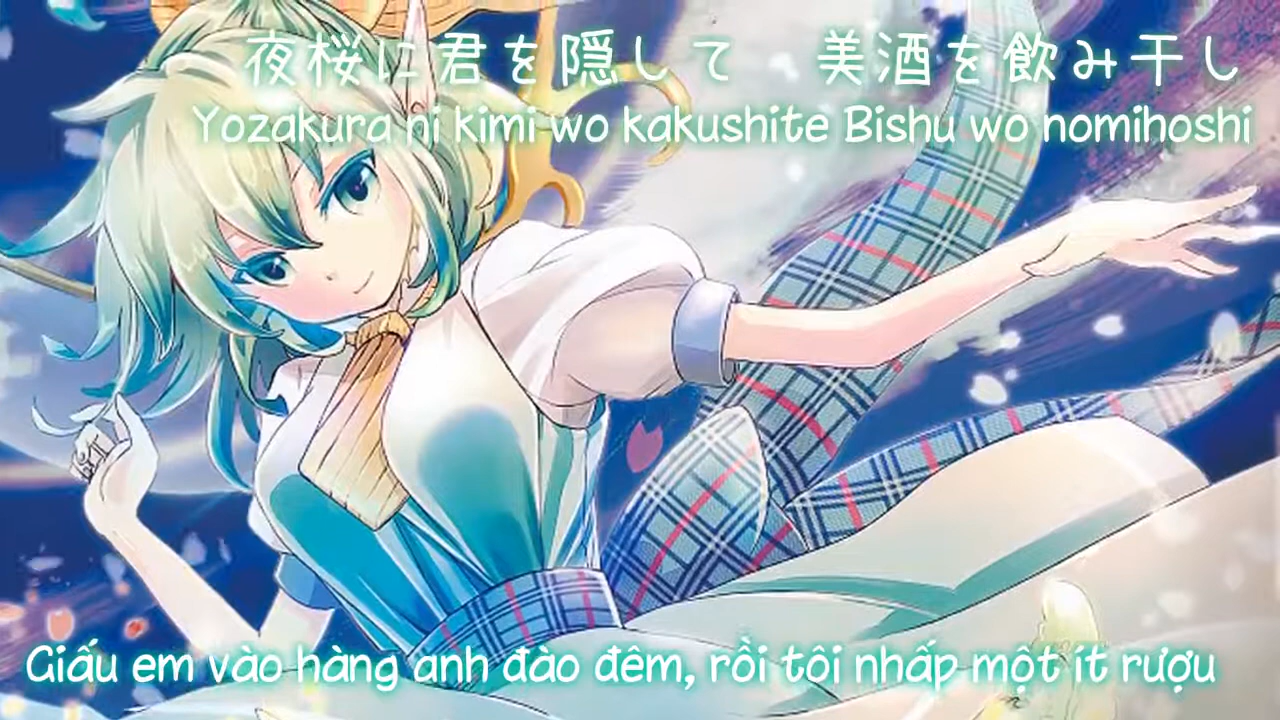 夜桜に君を隠して　美酒を飲み干し
Yozakura ni kimi wo kakushite Bishu wo nomihoshi
Giấu em vào hàng anh đào đêm, rồi tôi nhấp một ít rượu